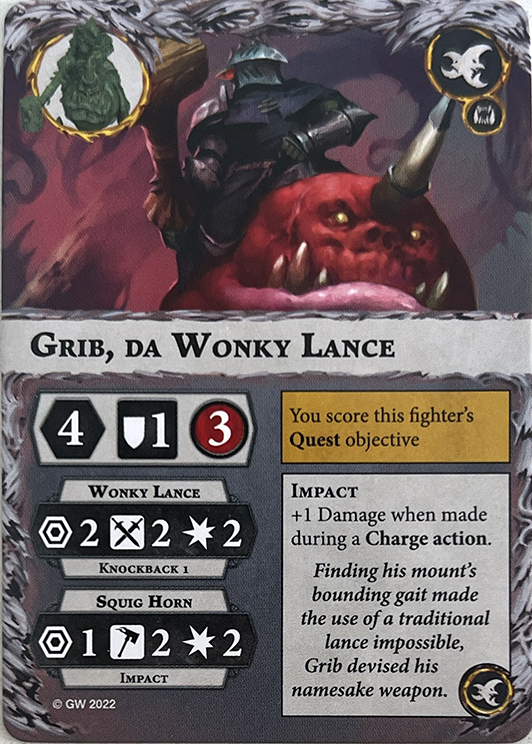 Grib, da Wonky Lance
4 1 3
Wonky Lance
2 2 2
Knockback 1
Squig Horn
1 2 2
Impact
© GW 2022
You score this fighter's
Quest objective
Impact
+1 Damage when made
during a Charge action.
Finding his mount's
bounding gait made
the use of a traditional
lance impossible,
Grib devised his
namesake weapon.